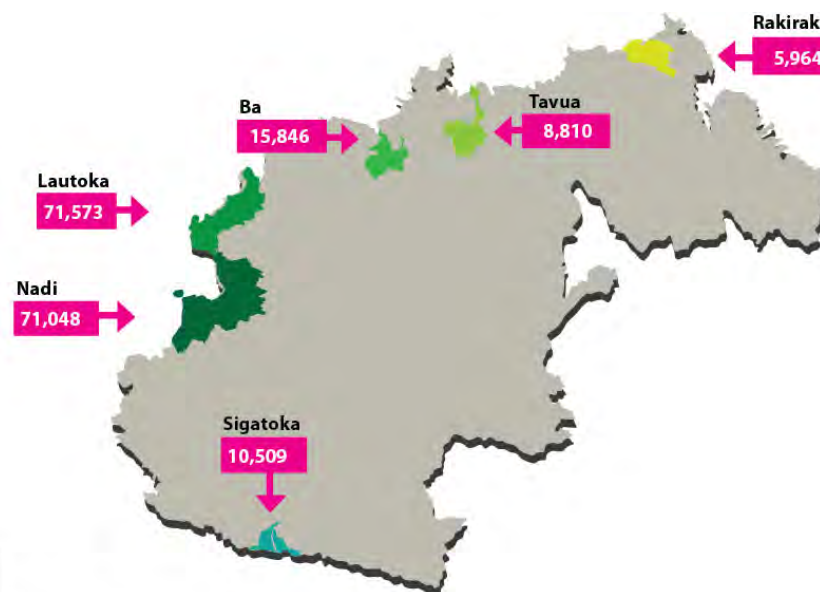 Rakirak
5,964
Ba
15,846
Tavua
8,810
Lautoka
71,573
Nadi
71,048
Sigatoka
10,509